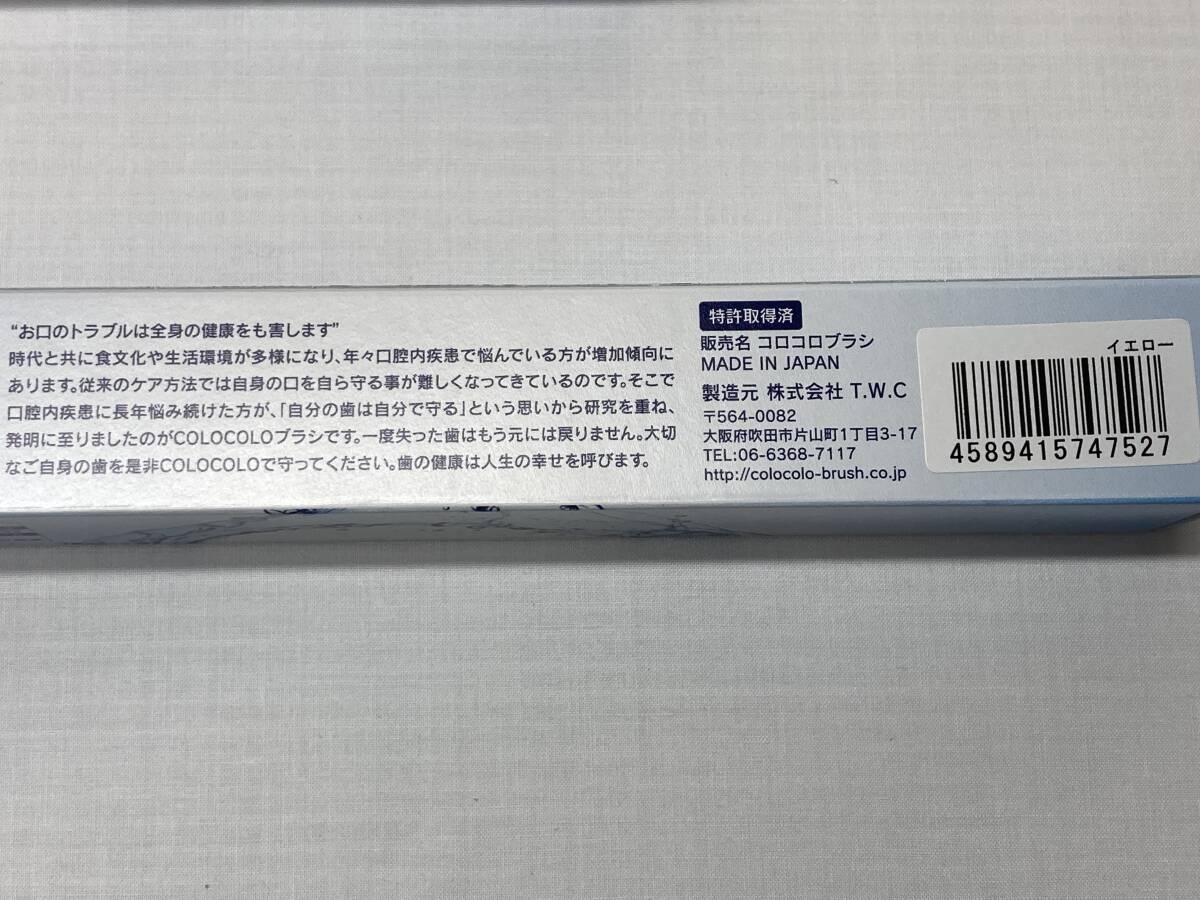 “お口のトラブルは全身の健康をも害します”
時代と共に食文化や生活環境が多様になり、年々口腔内疾患で悩んでいる方が増加傾向に
あります。従来のケア方法では自身の口を自ら守る事が難しくなってきているのです。そこで
口腔内疾患に長年悩み続けた方が、「自分の歯は自分で守る」という思いから研究を重ね、
発明に至りましたのがCOLOCOLOブラシです。一度失った歯はもう元には戻りません。大切
なご自身の歯を是非COLOCOLOで守ってください。歯の健康は人生の幸せを呼びます。
特許取得済
販売名 コロコロブラシ
MADE IN JAPAN
製造元 株式会社 T.W.C
〒564-0082
大阪府吹田市片山町1丁目3-17
TEL:06-6368-7117
http://colocolo-brush.co.jp
イエロー
4589415747527